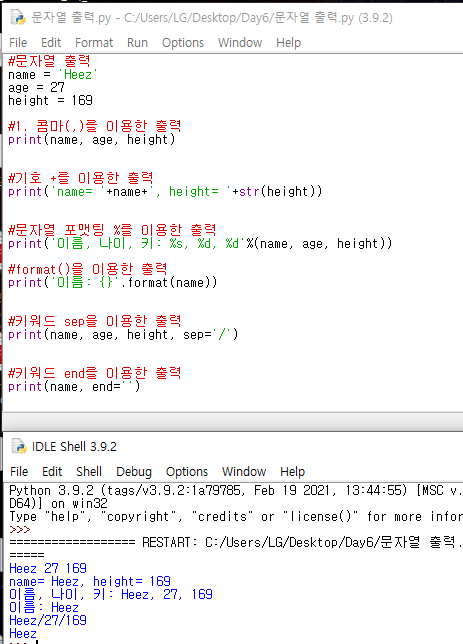 문자열 출력.py - C:/Users/LG/Desktop/Day6/문자열 출력.py (3.9.2)
File Edit Format Run Options Window Help
#문자열 출력
name = 'Heez'
age = 27
height = 169
#1. 콤마(,)를 이용한 출력
print(name, age, height)
#기호 +를 이용한 출력
print('name= '+name+', height= '+str(height))
#문자열 포맷팅 %를 이용한 출력
print('이름, 나이, 키: %s, %d, %d'%(name, age, height))
#format()을 이용한 출력
print('이름: {}'.format(name))
#키워드 sep을 이용한 출력
print(name, age, height, sep='/')
#키워드 end를 이용한 출력
print(name, end='')
IDLE Shell 3.9.2
File Edit Shell Debug Options Window Help
Python 3.9.2 (tags/v3.9.2:1a79785, Feb 19 2021, 13:44:55) [MSC v.
D64)] on win32
Type "help", "copyright", "credits" or "license()" for more infor
>>>
================== RESTART: C:/Users/LG/Desktop/Day6/문자열 출력.
=====
Heez 27 169
name= Heez, height= 169
이름, 나이, 키: Heez, 27, 169
이름: Heez
Heez/27/169
Heez